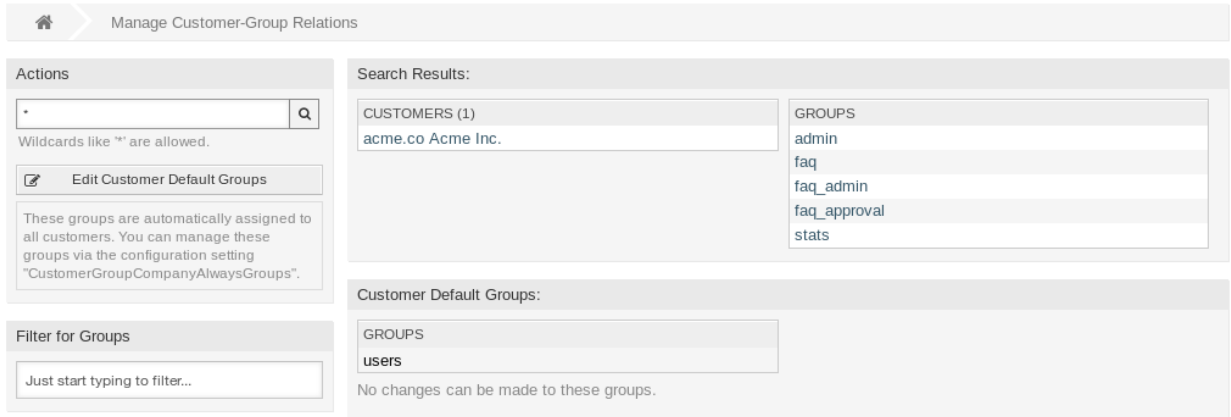 Manage Customer-Group Relations
Actions
*
Wildcards like '*' are allowed.
Edit Customer Default Groups
These groups are automatically assigned to
all customers. You can manage these
groups via the configuration setting
"CustomerGroupCompanyAlwaysGroups".
Filter for Groups
Just start typing to filter...
Search Results:
CUSTOMERS (1)
acme.co Acme Inc.
GROUPS
admin
faq
faq_admin
faq_approval
stats
Customer Default Groups:
GROUPS
users
No changes can be made to these groups.